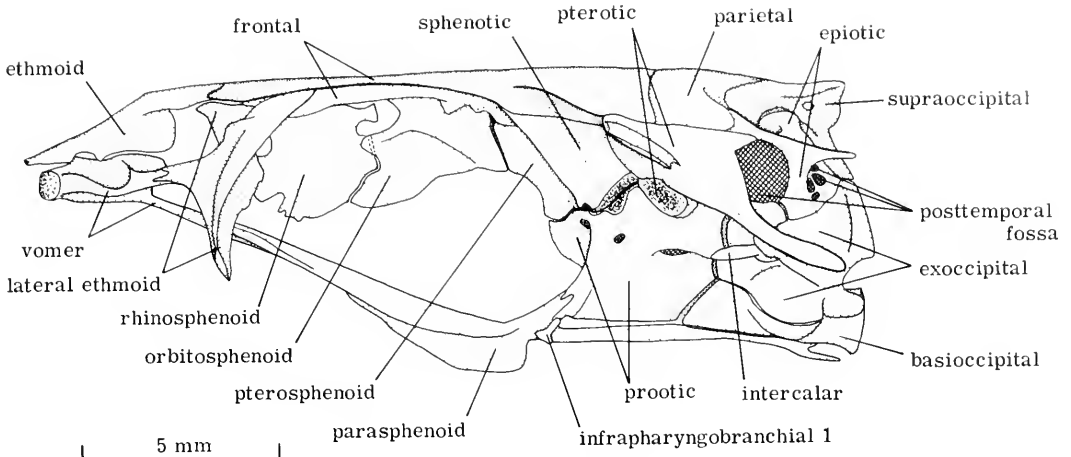 frontal
sphenotic
pterotic
parietal
epiotic
ethmoid
supraoccipital
posttemporal
fossa
vomer
lateral ethmoid
exoccipital
rhinosphenoid
orbitosphenoid
basioccipital
pterosphenoid
prootic
intercalar
parasphenoid
infrapharyngobranchial 1
5 mm